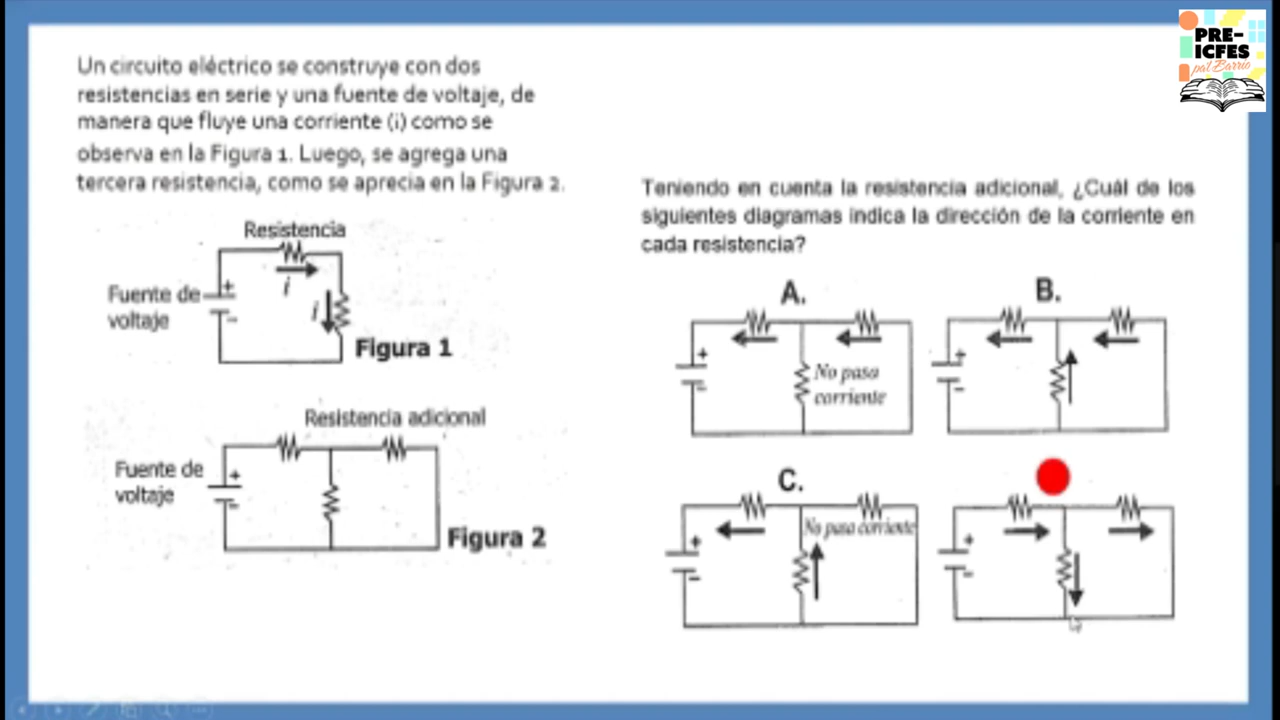 PRE-
ICFES
pal Barrio
Un circuito eléctrico se construye con dos
resistencias en serie y una fuente de voltaje, de
manera que fluye una corriente (i) como se
observa en la Figura 1. Luego, se agrega una
tercera resistencia, como se aprecia en la Figura 2.
Resistencia
i
Fuente de
voltaje
+
-
i
Figura 1
Resistencia adicional
Fuente de
voltaje
+
-
Figura 2
Teniendo en cuenta la resistencia adicional, ¿Cuál de los
siguientes diagramas indica la dirección de la corriente en
cada resistencia?
A.
+
-
No pasa
corriente
B.
+
-
C.
+
-
No pasa corriente
+
-